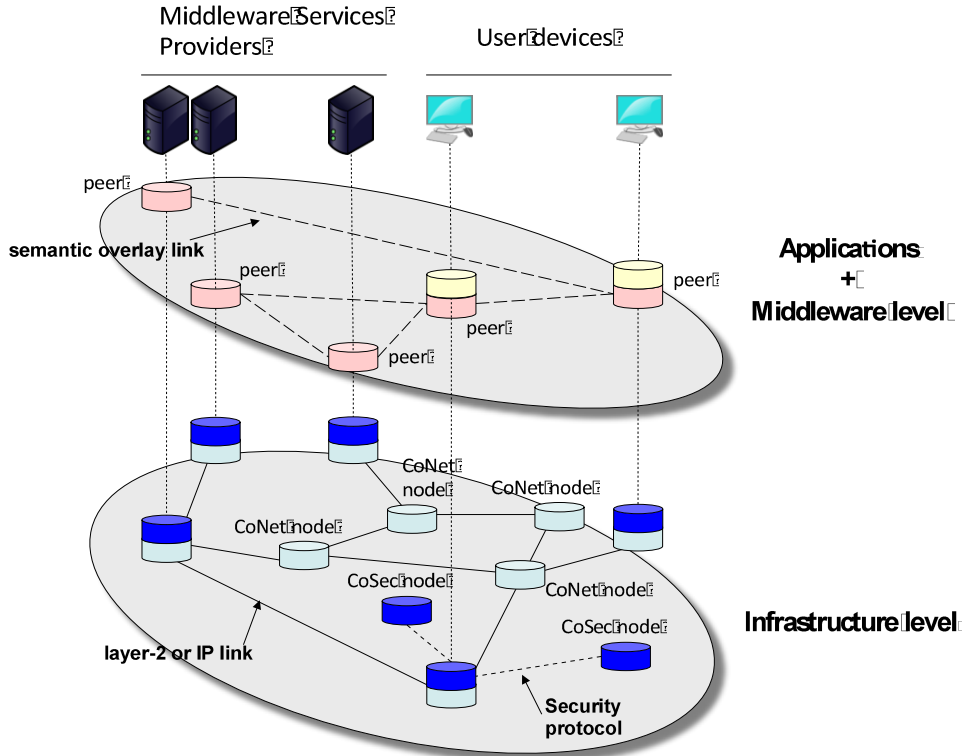 Middleware Services
Providers
User devices
peer
semantic overlay link
peer
peer
peer
peer
Applications
+
Middleware level
CoNet
node
CoNet node
CoNet node
CoSec node
CoNet node
CoSec node
layer-2 or IP link
Security
protocol
Infrastructure level